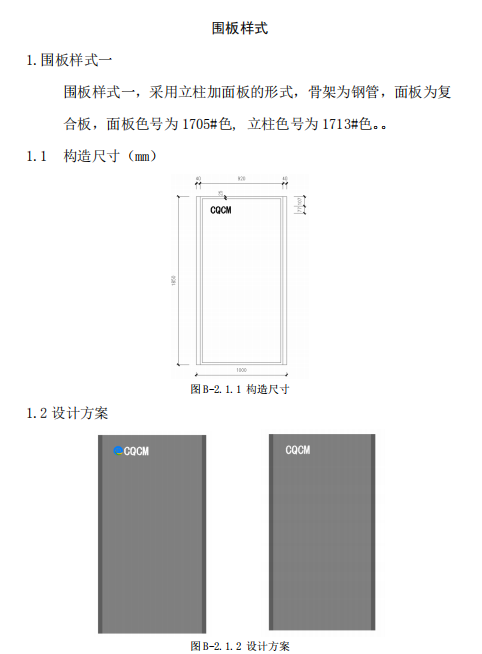 围板样式
1.围板样式一
围板样式一，采用立柱加面板的形式，骨架为钢管，面板为复
合板，面板色号为1705#色, 立柱色号为1713#色。。
1.1 构造尺寸（mm）
40
920
CQCM
1000
图B-2.1.1 构造尺寸
1.2设计方案
CQCM
CQCM
图B-2.1.2 设计方案